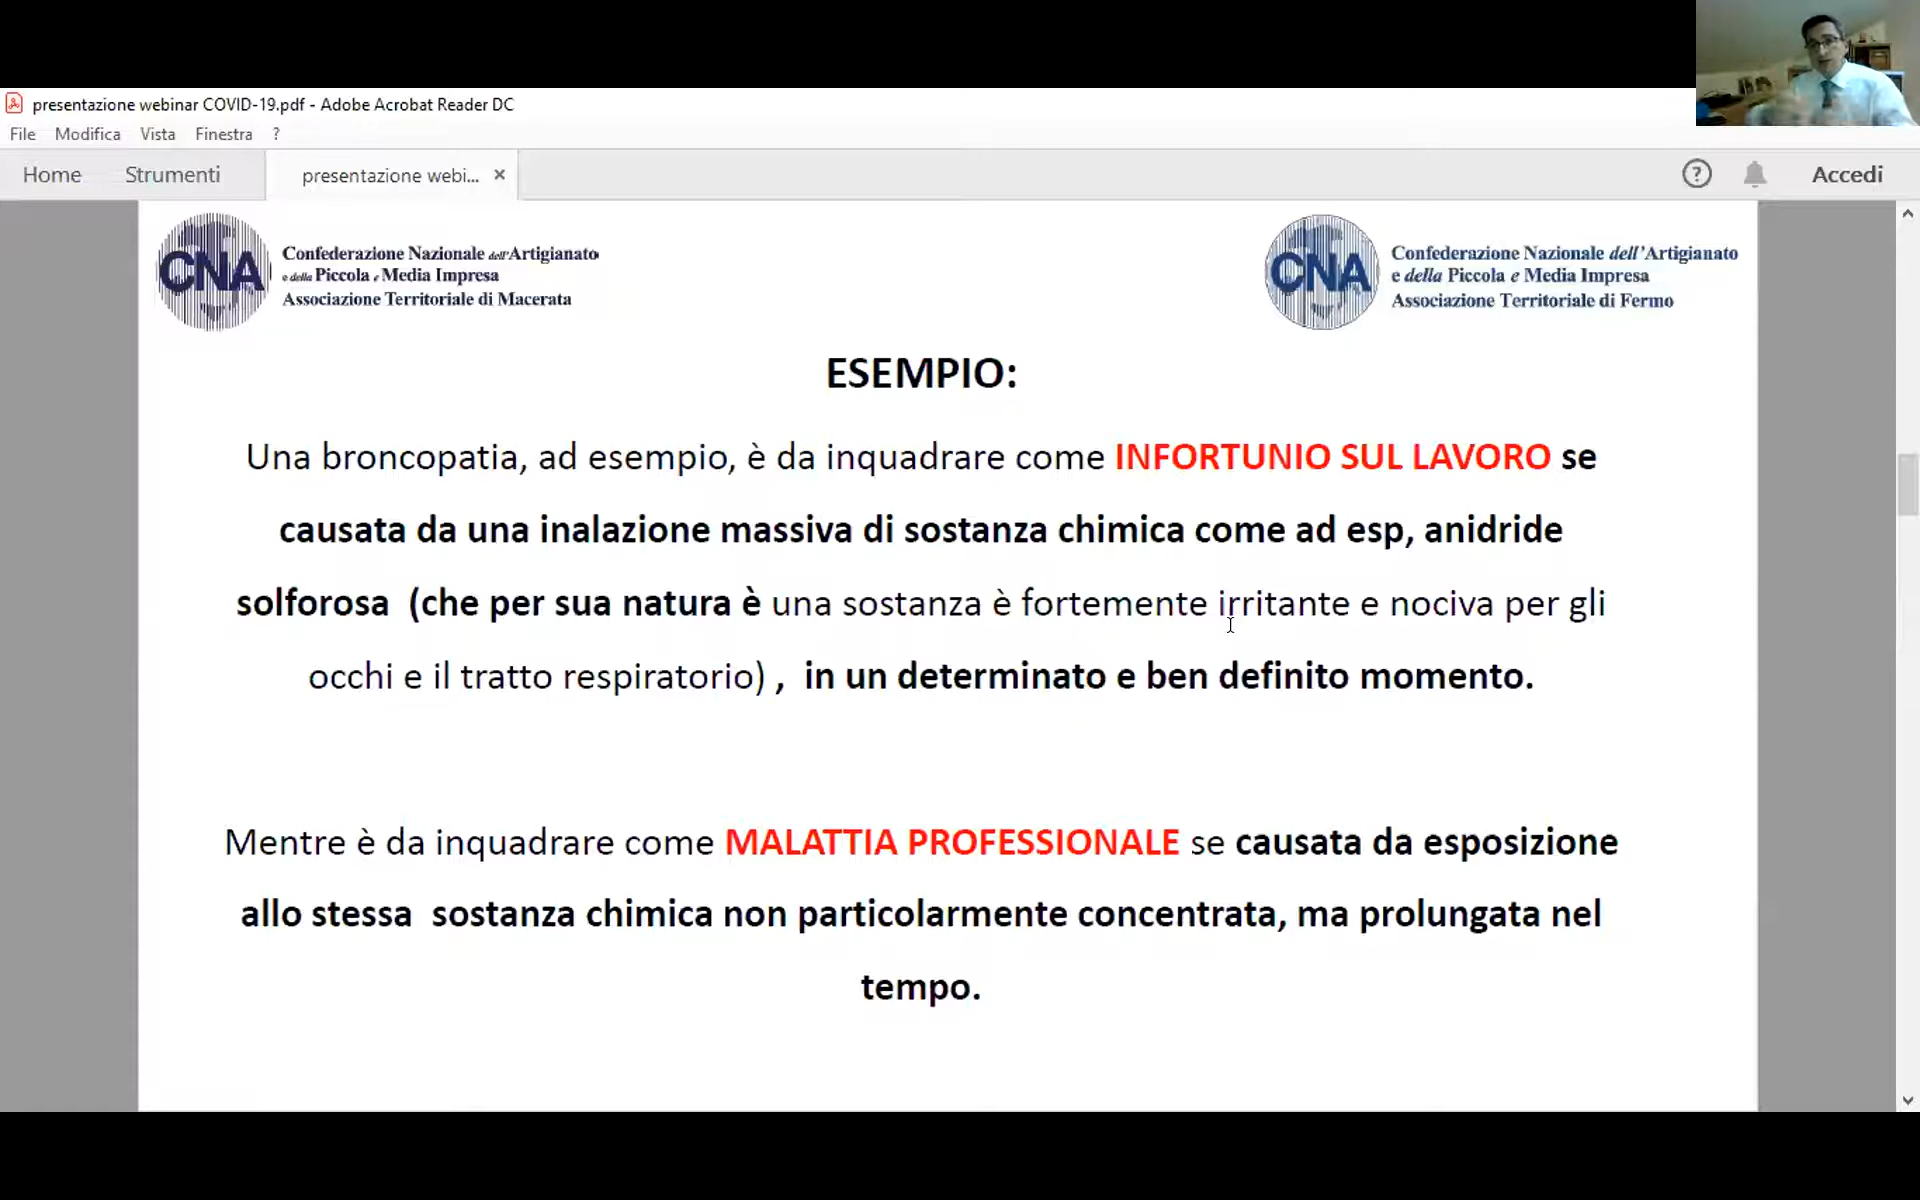 presentazione webinar COVID-19.pdf - Adobe Acrobat Reader DC
File Modifica Vista Finestra ?
Home Strumenti presentazione webi... × ? Accedi
CNA
Confederazione Nazionale dell'Artigianato
e della Piccola e Media Impresa
Associazione Territoriale di Macerata
CNA
Confederazione Nazionale dell'Artigianato
e della Piccola e Media Impresa
Associazione Territoriale di Fermo
ESEMPIO:
Una broncopatia, ad esempio, è da inquadrare come INFORTUNIO SUL LAVORO se
causata da una inalazione massiva di sostanza chimica come ad esp, anidride
solforosa (che per sua natura è una sostanza è fortemente irritante e nociva per gli
occhi e il tratto respiratorio) , in un determinato e ben definito momento.
Mentre è da inquadrare come MALATTIA PROFESSIONALE se causata da esposizione
allo stessa sostanza chimica non particolarmente concentrata, ma prolungata nel
tempo.